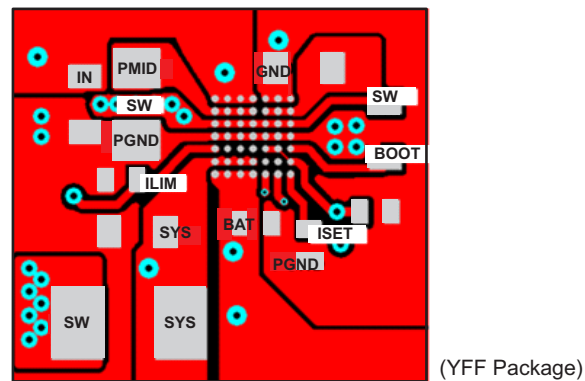 PMID
IN
GND
SW
SW
PGND
BOOT
ILIM
BAT
SYS
ISET
PGND
SW
SYS
(YFF Package)